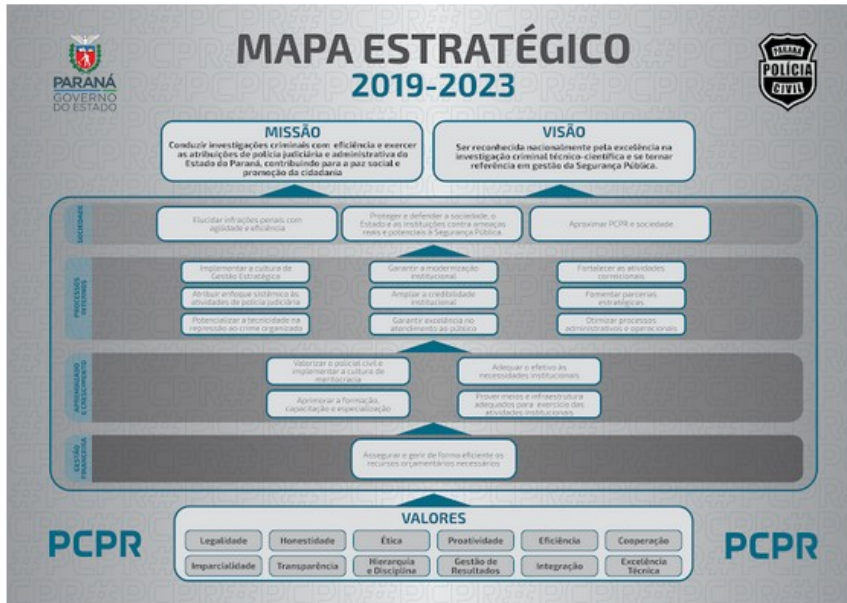 MAPA ESTRATÉGICO
2019-2023
PARANÁ
GOVERNO
DO ESTADO
PARANÁ
POLÍCIA
CIVIL
MISSÃO
Conduzir investigações criminais com eficiência e exercer
as atribuições de polícia judiciária e administrativa do
Estado do Paraná, contribuindo para a paz social e
promoção da cidadania
VISÃO
Ser reconhecida nacionalmente pela excelência na
investigação criminal técnico-científica e se tornar
referência em gestão da Segurança Pública.
SOCIEDADE
Elucidar infrações penais com
agilidade e eficiência
Proteger e defender a sociedade, o
Estado e as instituições contra ameaças
reais e potenciais à Segurança Pública
Aproximar PCPR e sociedade
PROCESSOS
INTERNOS
Implementar a cultura de
Gestão Estratégica
Garantir a modernização
institucional
Fortalecer as atividades
correicionais
Atribuir enfoque sistêmico às
atividades de polícia judiciária
Ampliar a credibilidade
institucional
Fomentar parcerias
estratégicas
Potencializar a tecnicidade na
repressão ao crime organizado
Garantir excelência no
atendimento ao público
Otimizar processos
administrativos e operacionais
APRENDIZADO
E CRESCIMENTO
Valorizar o policial civil e
implementar a cultura de
meritocracia
Adequar o efetivo às
necessidades institucionais
Aprimorar a formação,
capacitação e especialização
Prover meios e infraestrutura
adequados para exercício das
atividades institucionais
GESTÃO
FINANCEIRA
Assegurar e gerir de forma eficiente os
recursos orçamentários necessários
PCPR
VALORES
Legalidade
Honestidade
Ética
Proatividade
Eficiência
Cooperação
Imparcialidade
Transparência
Hierarquia
e Disciplina
Gestão de
Resultados
Integração
Excelência
Técnica
PCPR